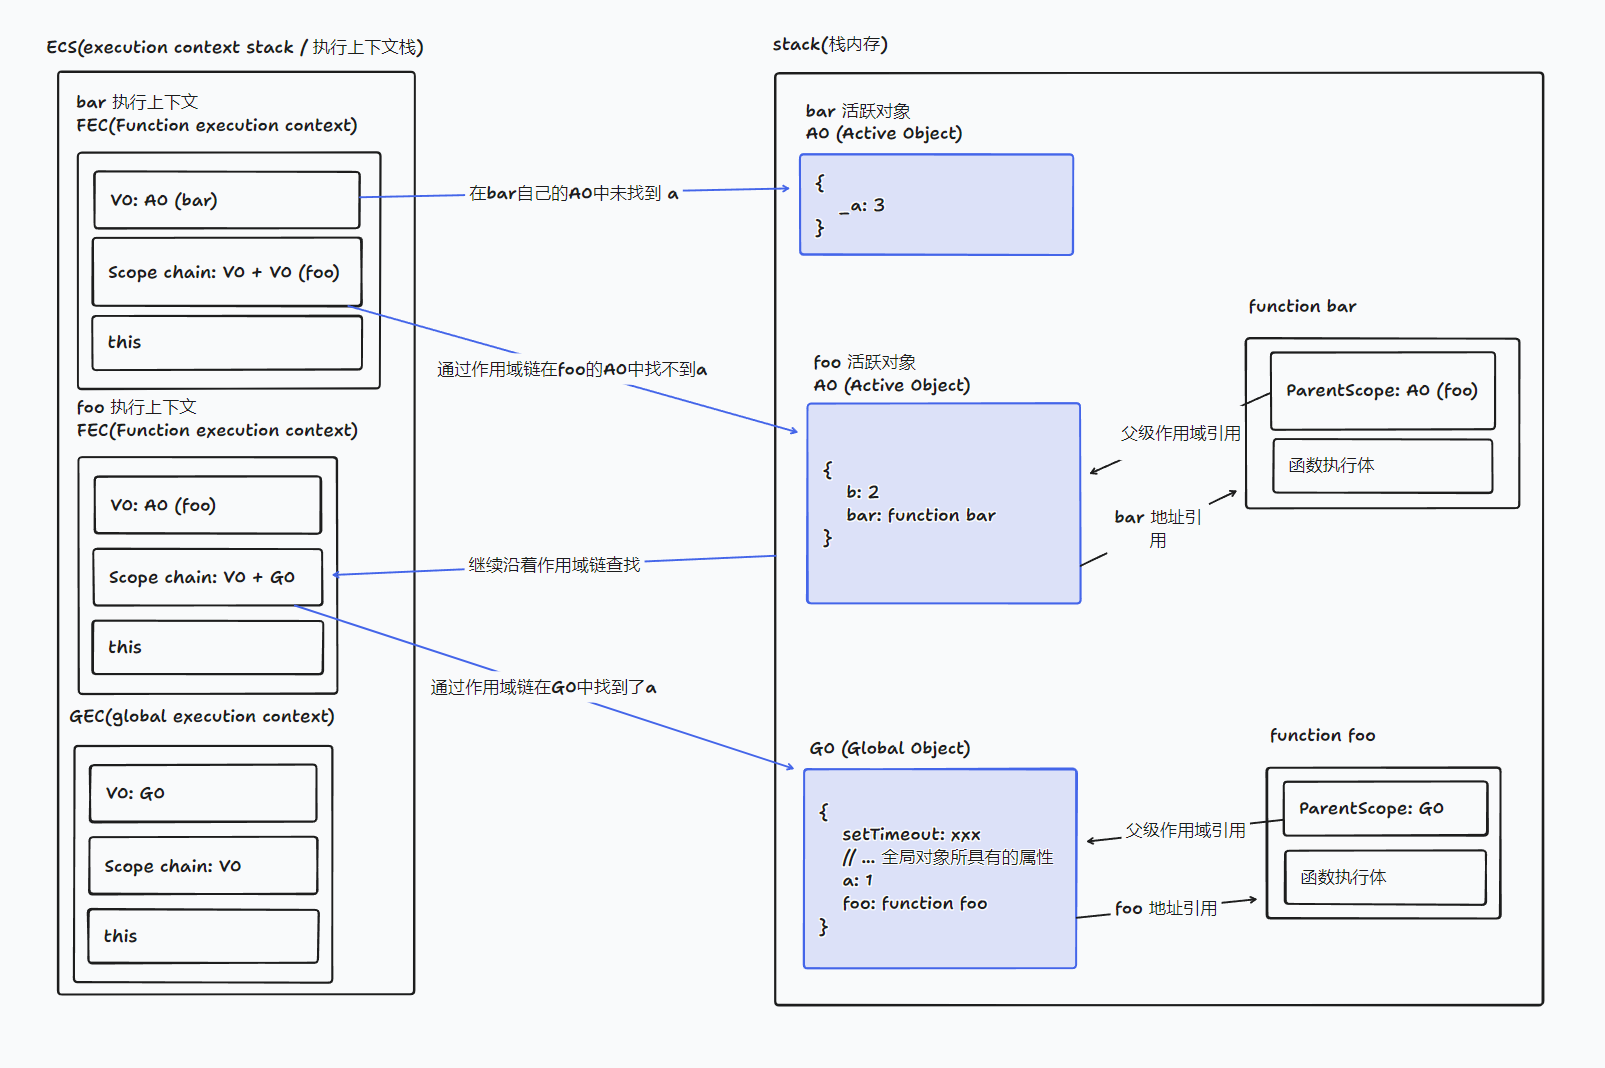 ECS(execution context stack / 执行上下文栈)
bar 执行上下文
FEC(Function execution context)
VO: AO (bar)
Scope chain: VO + VO (foo)
this
foo 执行上下文
FEC(Function execution context)
VO: AO (foo)
Scope chain: VO + GO
this
GEC(global execution context)
VO: GO
Scope chain: VO
this
在bar自己的AO中未找到 a
通过作用域链在foo的AO中找不到a
继续沿着作用域链查找
通过作用域链在GO中找到了a
stack(栈内存)
bar 活跃对象
AO (Active Object)
{
_a: 3
}
foo 活跃对象
AO (Active Object)
{
b: 2
bar: function bar
}
父级作用域引用
bar 地址引
用
function bar
ParentScope: AO (foo)
函数执行体
GO (Global Object)
{
setTimeout: xxx
// ... 全局对象所具有的属性
a: 1
foo: function foo
}
父级作用域引用
foo 地址引用
function foo
ParentScope: GO
函数执行体